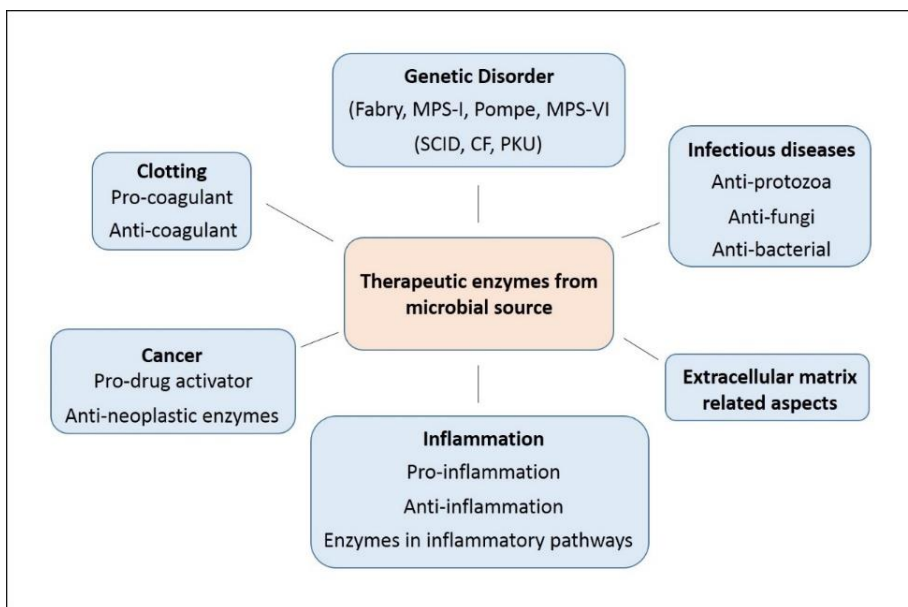 Genetic Disorder
(Fabry, MPS-I, Pompe, MPS-VI
(SCID, CF, PKU)
Clotting
Pro-coagulant
Anti-coagulant
Infectious diseases
Anti-protozoa
Anti-fungi
Anti-bacterial
Therapeutic enzymes from
microbial source
Cancer
Pro-drug activator
Anti-neoplastic enzymes
Extracellular matrix
related aspects
Inflammation
Pro-inflammation
Anti-inflammation
Enzymes in inflammatory pathways